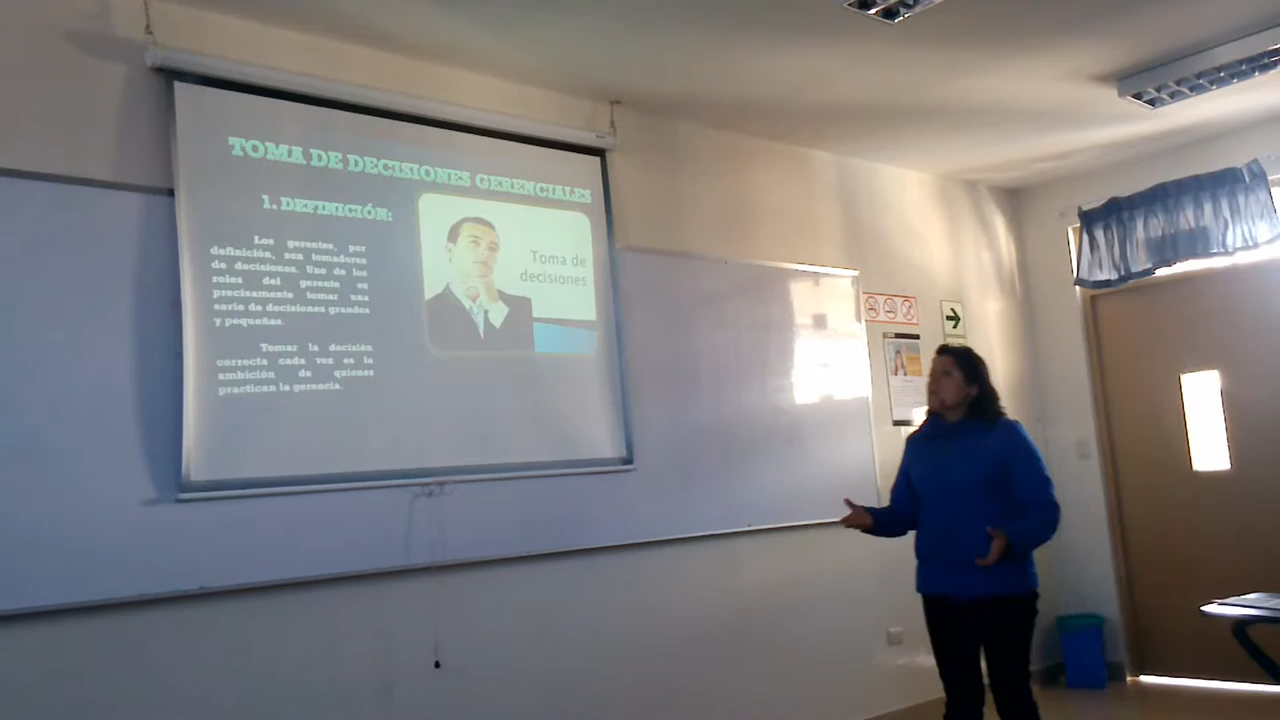 TOMA DE DECISIONES GERENCIALES
1. DEFINICIÓN:
Los gerentes, por
definición, son tomadores
de decisiones. Uno de los
roles del gerente es
precisamente tomar una
serie de decisiones grandes
y pequeñas.
Tomar la decisión
correcta cada vez es la
ambición de quienes
practican la gerencia.
Toma de
decisiones